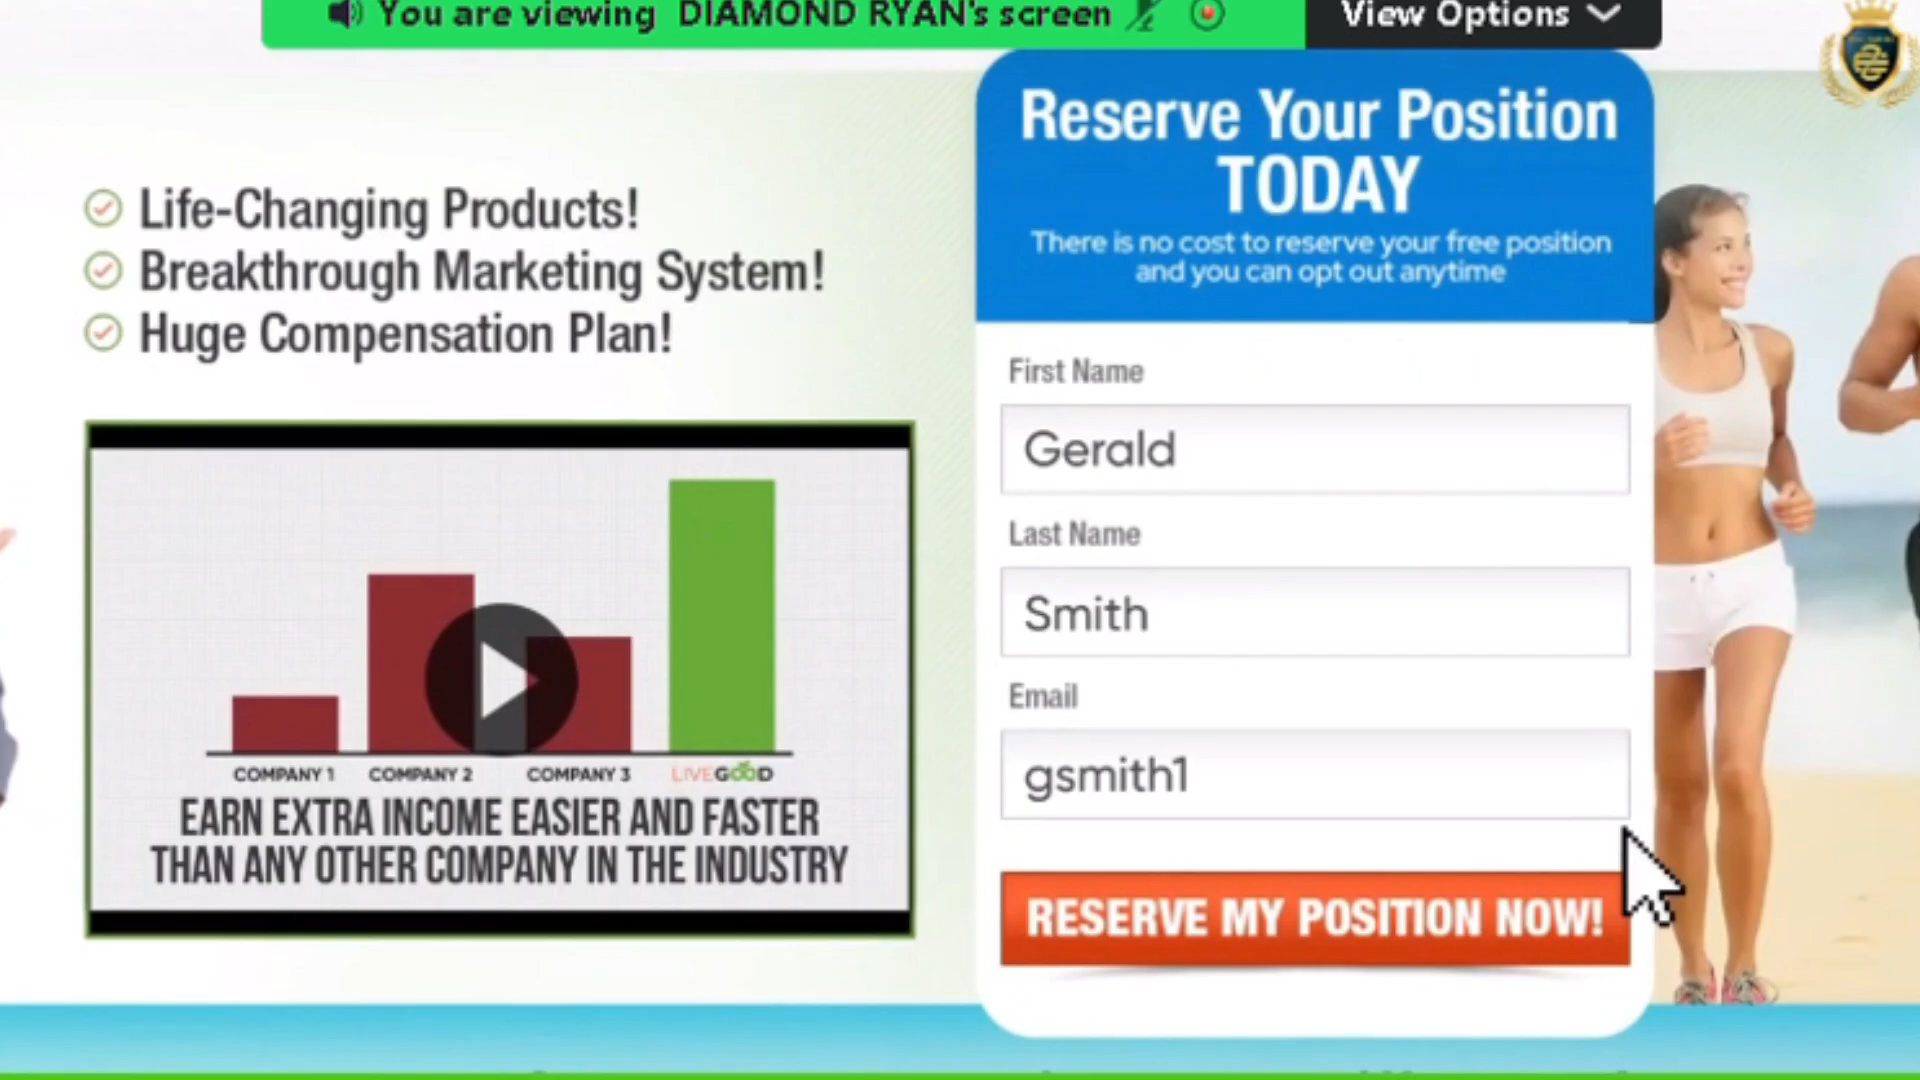 You are viewing DIAMOND RYAN's screen
View Options
Life-Changing Products!
Breakthrough Marketing System!
Huge Compensation Plan!
COMPANY 1
COMPANY 2
COMPANY 3
LIVEGOOD
EARN EXTRA INCOME EASIER AND FASTER
THAN ANY OTHER COMPANY IN THE INDUSTRY
Reserve Your Position
TODAY
There is no cost to reserve your free position
and you can opt out anytime
First Name
Gerald
Last Name
Smith
Email
gsmith1
RESERVE MY POSITION NOW!